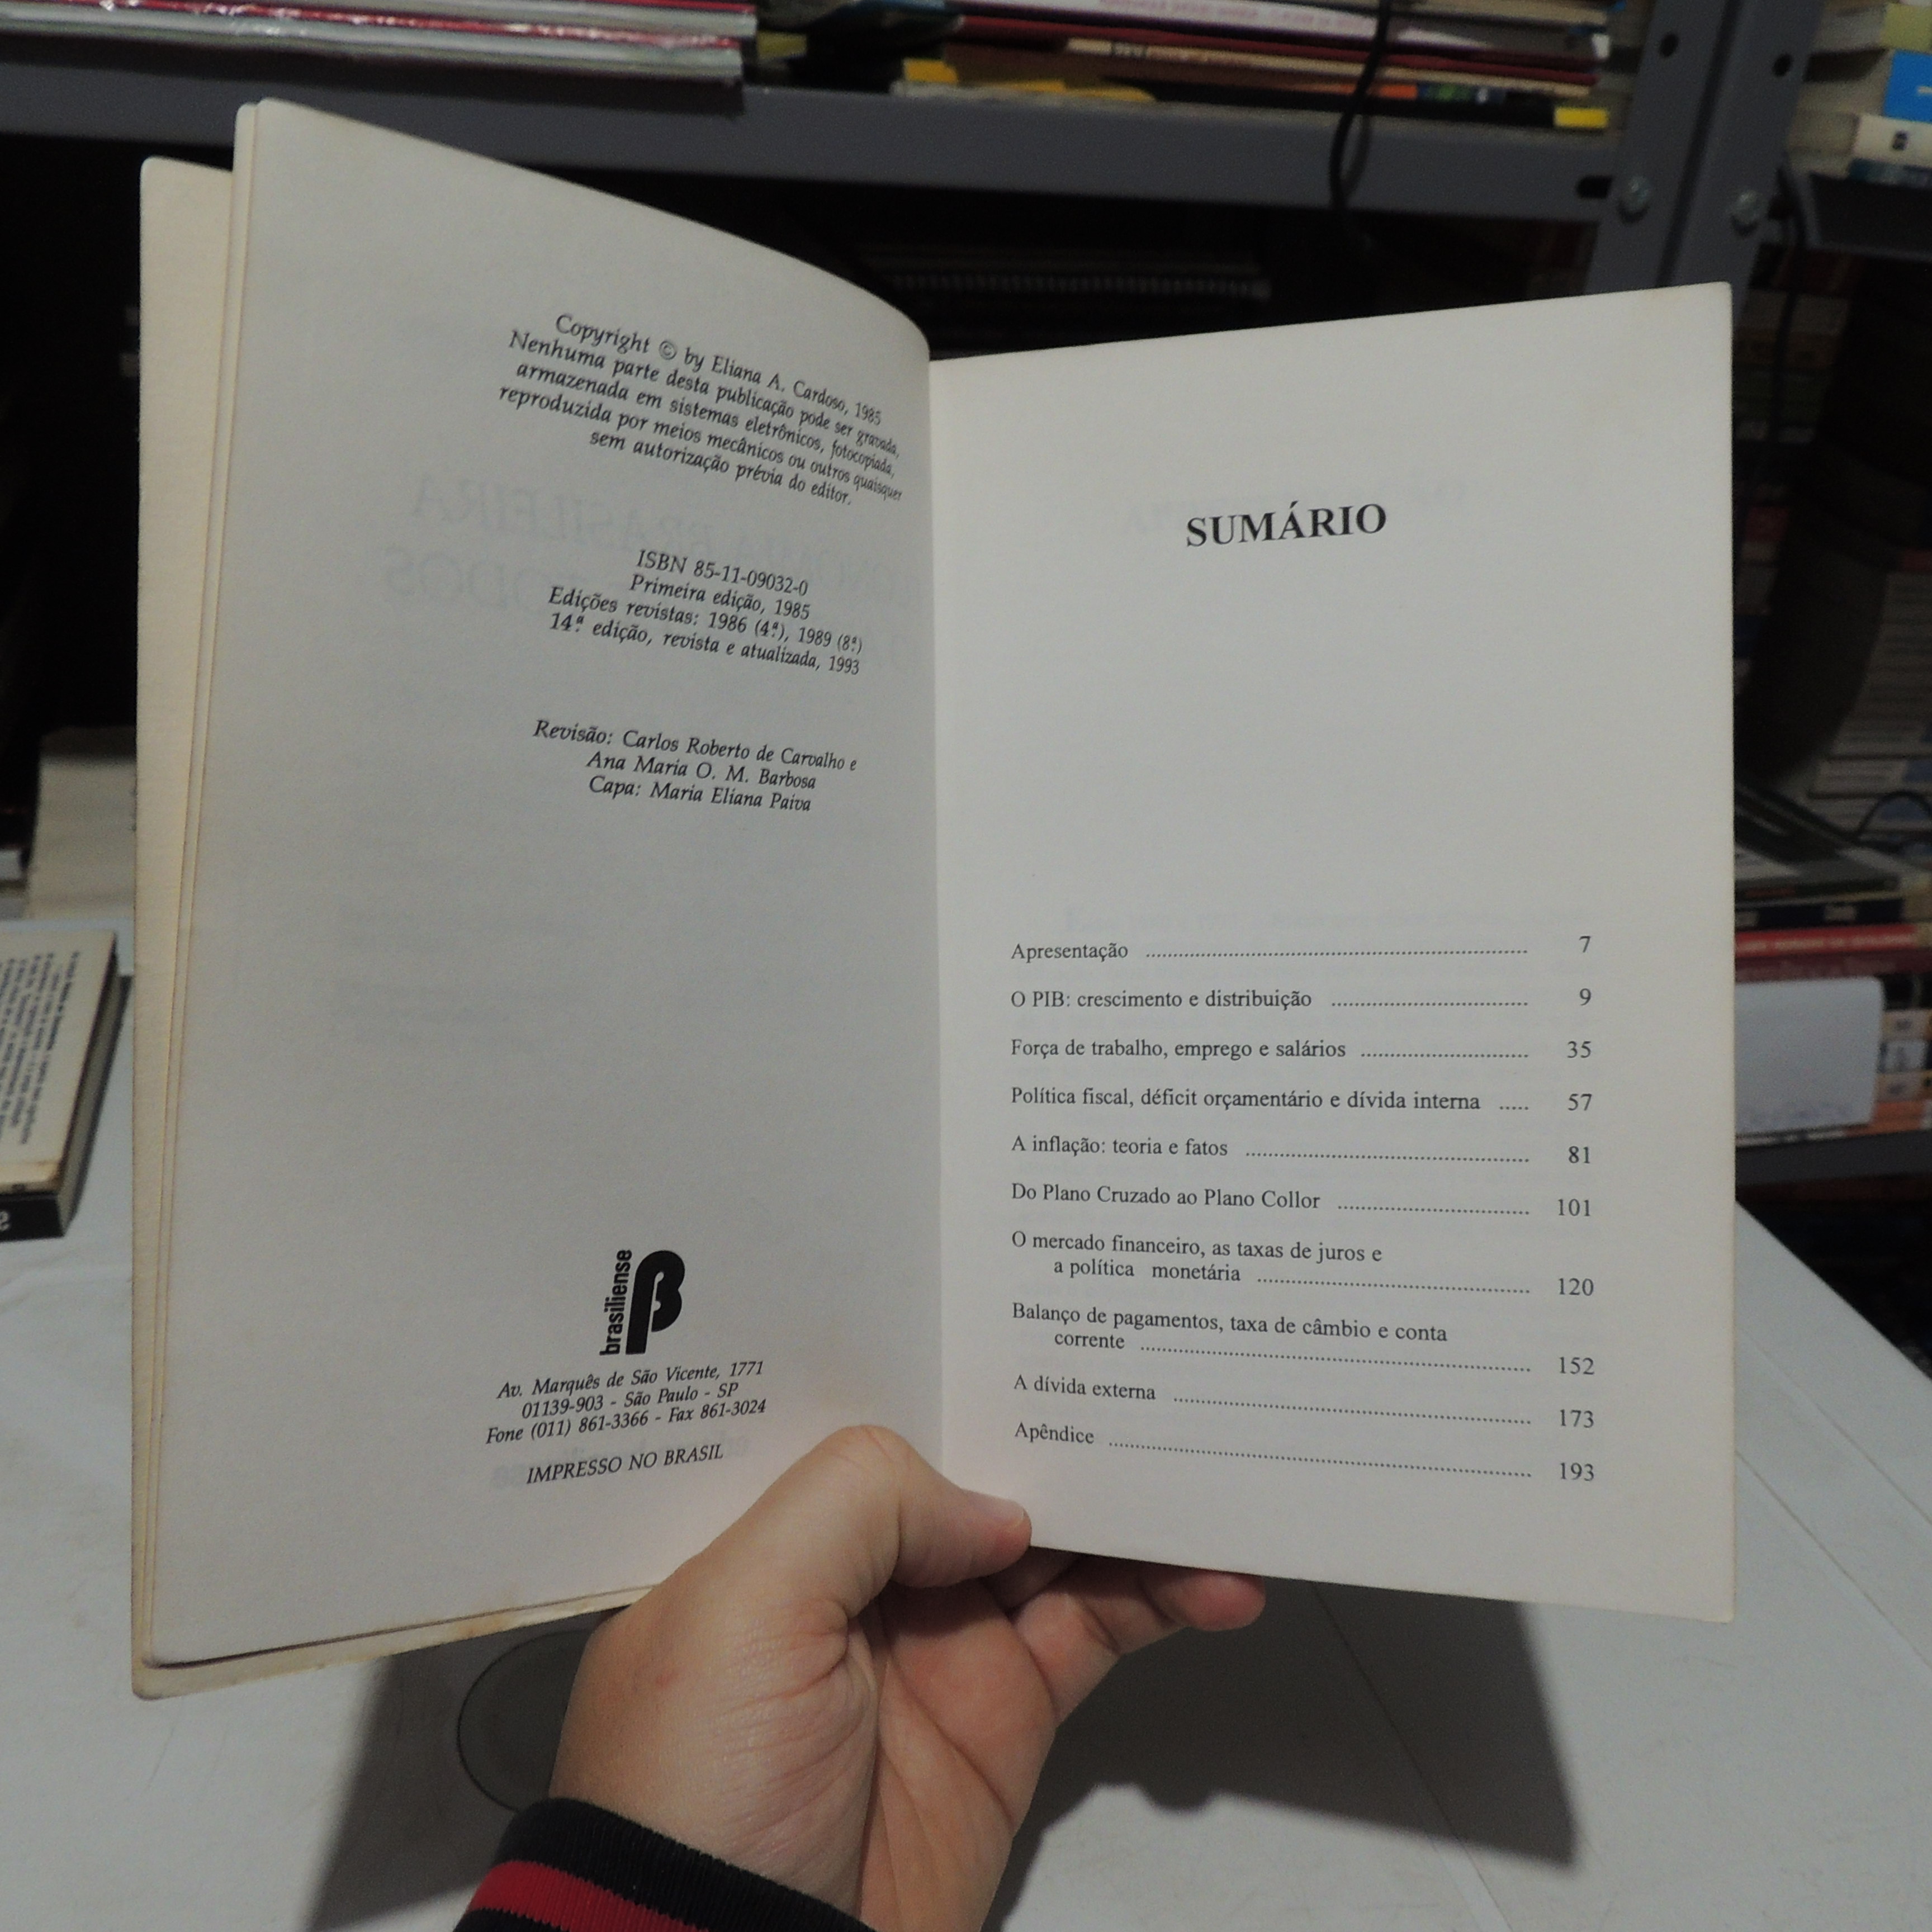 Copyright © by Eliana A. Cardoso, 1985
Nenhuma parte desta publicação pode ser gravada,
armazenada em sistemas eletrônicos, fotocopiada,
reproduzida por meios mecânicos ou outros quaisquer
sem autorização prévia do editor.
ISBN 85-11-09032-0
Primeira edição, 1985
Edições revistas: 1986 (4ª), 1989 (8ª)
14ª edição, revista e atualizada, 1993
Revisão: Carlos Roberto de Carvalho e
Ana Maria O. M. Barbosa
Capa: Maria Eliana Paiva
brasiliense
Av. Marquês de São Vicente, 1771
01139-903 - São Paulo - SP
Fone (011) 861-3366 - Fax 861-3024
IMPRESSO NO BRASIL
SUMÁRIO
Apresentação ........ 7
O PIB: crescimento e distribuição ........ 9
Força de trabalho, emprego e salários ........ 35
Política fiscal, déficit orçamentário e dívida interna ..... 57
A inflação: teoria e fatos ........ 81
Do Plano Cruzado ao Plano Collor ........ 101
O mercado financeiro, as taxas de juros e
a política monetária ........ 120
Balanço de pagamentos, taxa de câmbio e conta
corrente ........ 152
A dívida externa ........ 173
Apêndice ........ 193